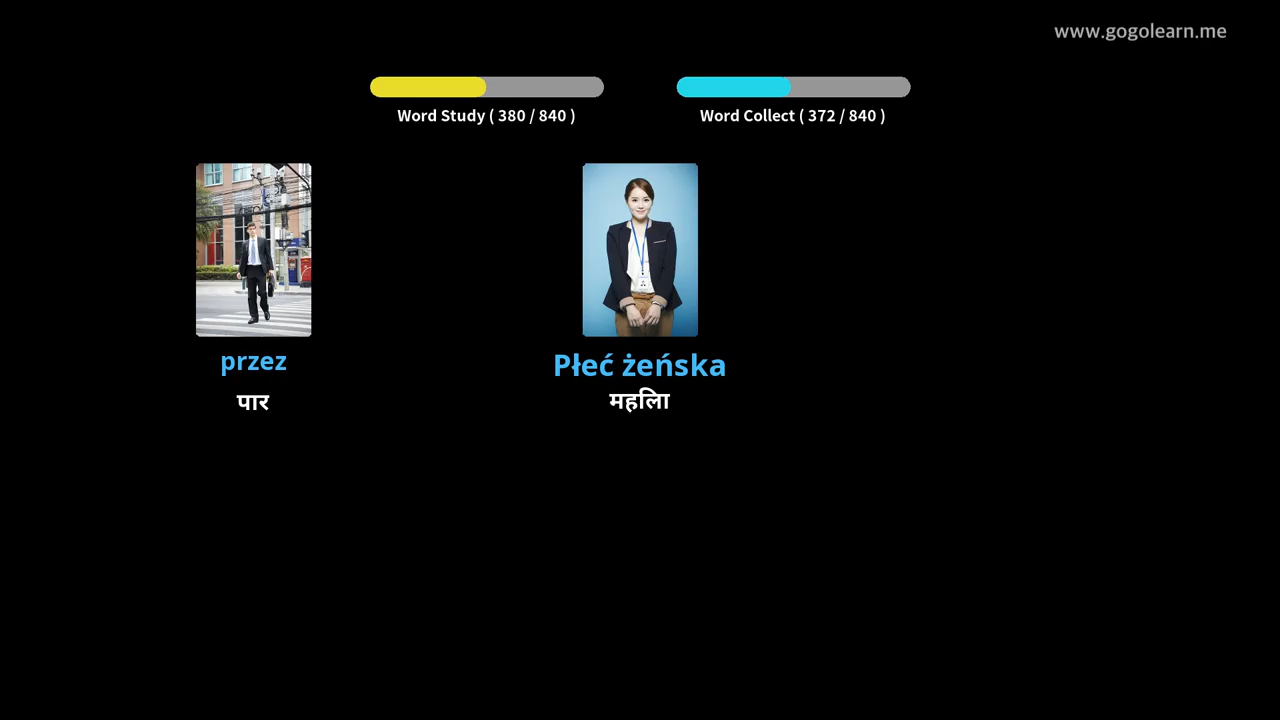 www.gogolearn.me
Word Study ( 380 / 840 )
Word Collect ( 372 / 840 )
przez
पार
Płeć żeńska
महिला